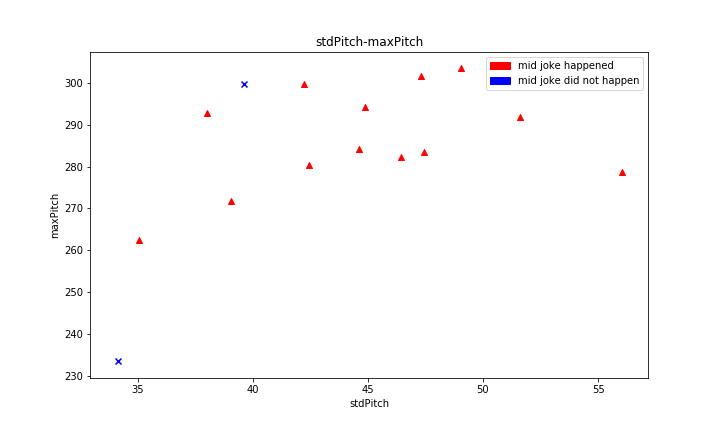 stdPitch-maxPitch
mid joke happened
mid joke did not happen
maxPitch
300
290
280
270
260
250
240
230
35
40
45
50
55
stdPitch